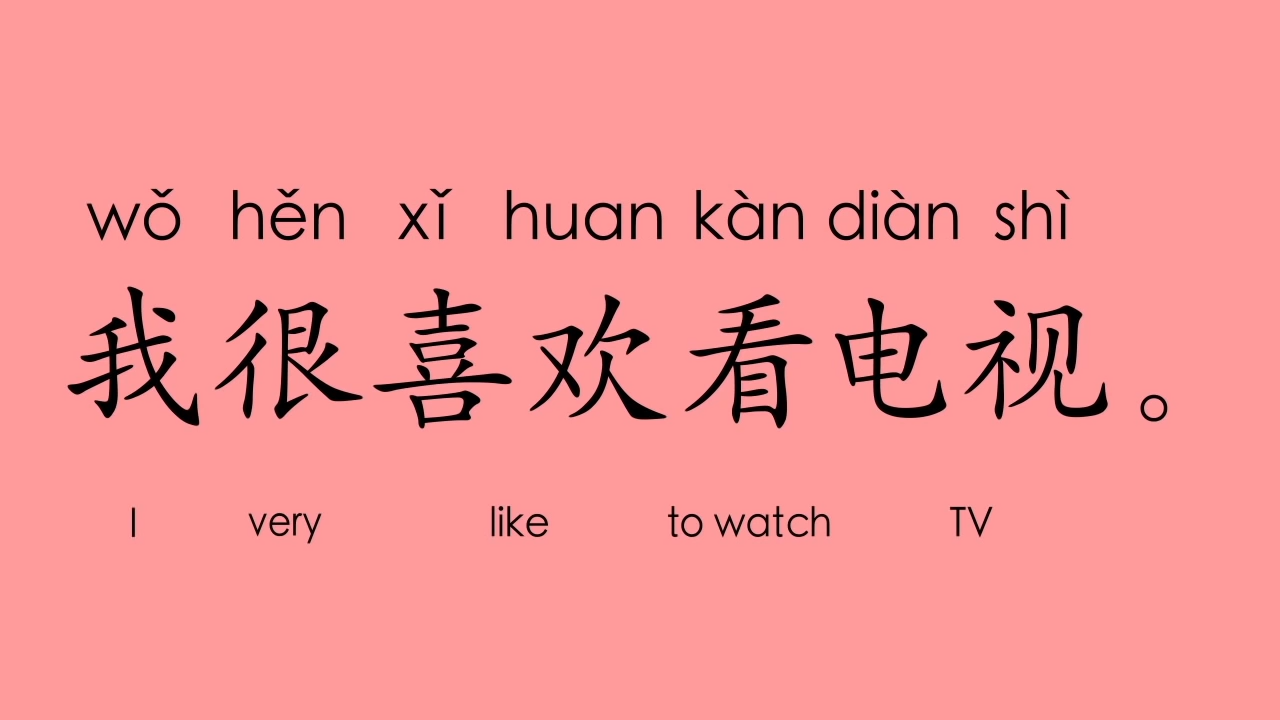 wǒ hěn xǐ huan kàn diàn shì
我很喜欢看电视。
I very like to watch TV